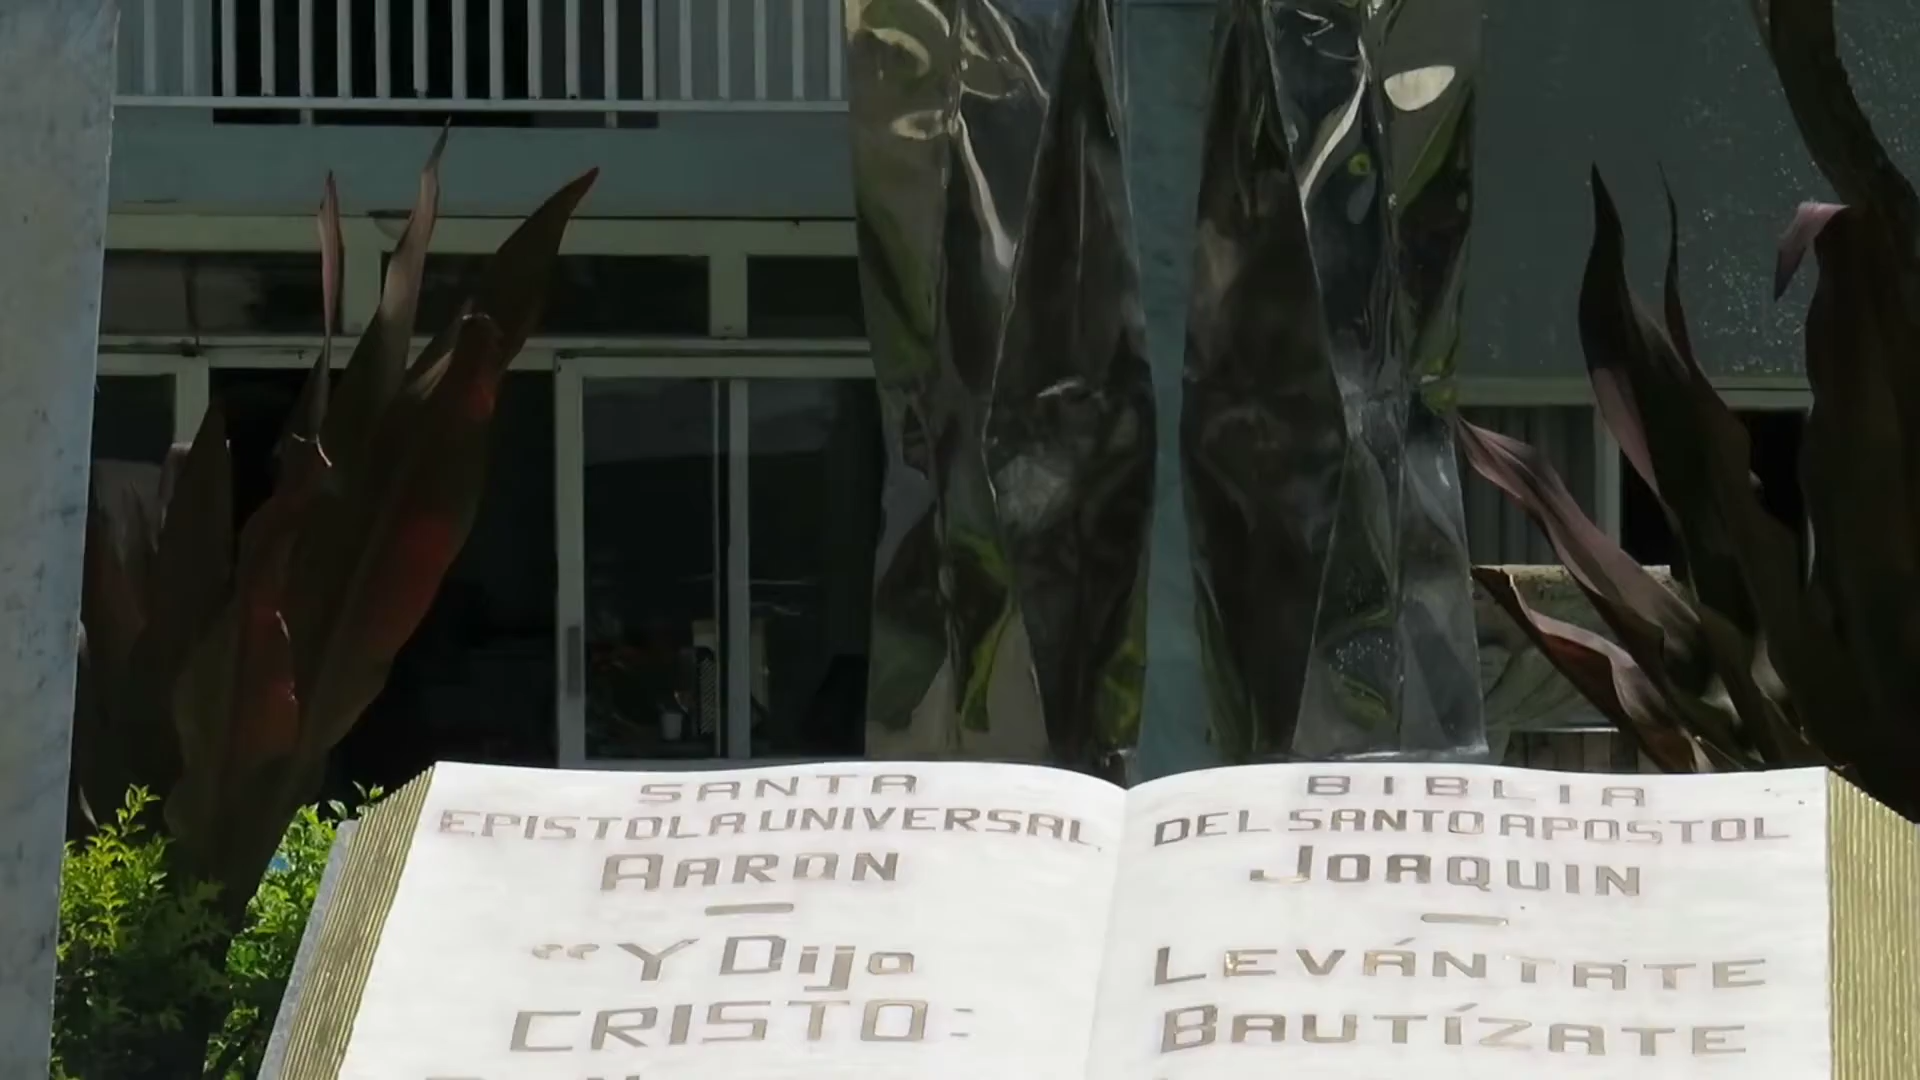 SANTA
EPISTOLA UNIVERSAL
AARON
“Y Dijo
CRISTO:
BIBLIA
DEL SANTO APOSTOL
JOAQUIN
LEVÁNTATE
BAUTÍZATE